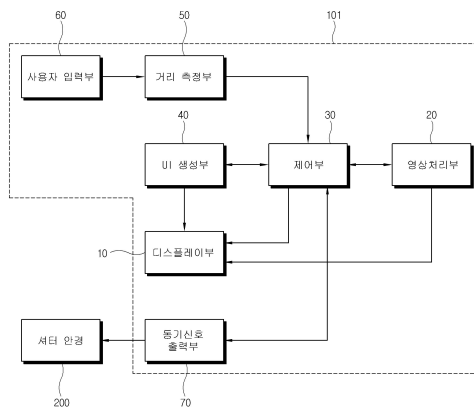 60
50
101
사용자 입력부
거리 측정부
40
30
20
UI 생성부
제어부
영상처리부
10
디스플레이부
셔터 안경
동기신호
출력부
200
70